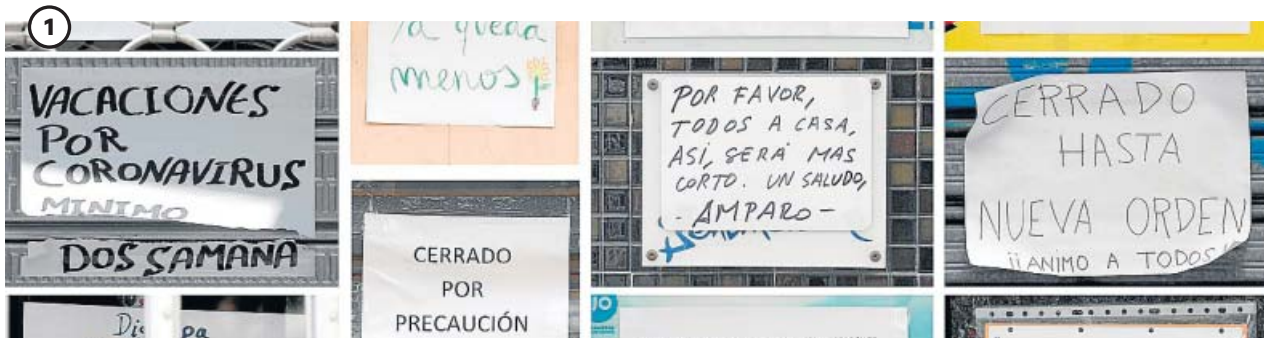 1
VACACIONES
POR
CORONAVIRUS
MINIMO
DOS SAMANA
ya queda
menos!
CERRADO
POR
PRECAUCIÓN
POR FAVOR,
TODOS A CASA,
ASÍ, SERÁ MAS
CORTO. UN SALUDO,
- AMPARO -
CERRADO
HASTA
NUEVA ORDEN
¡¡ANIMO A TODOS!!
pa